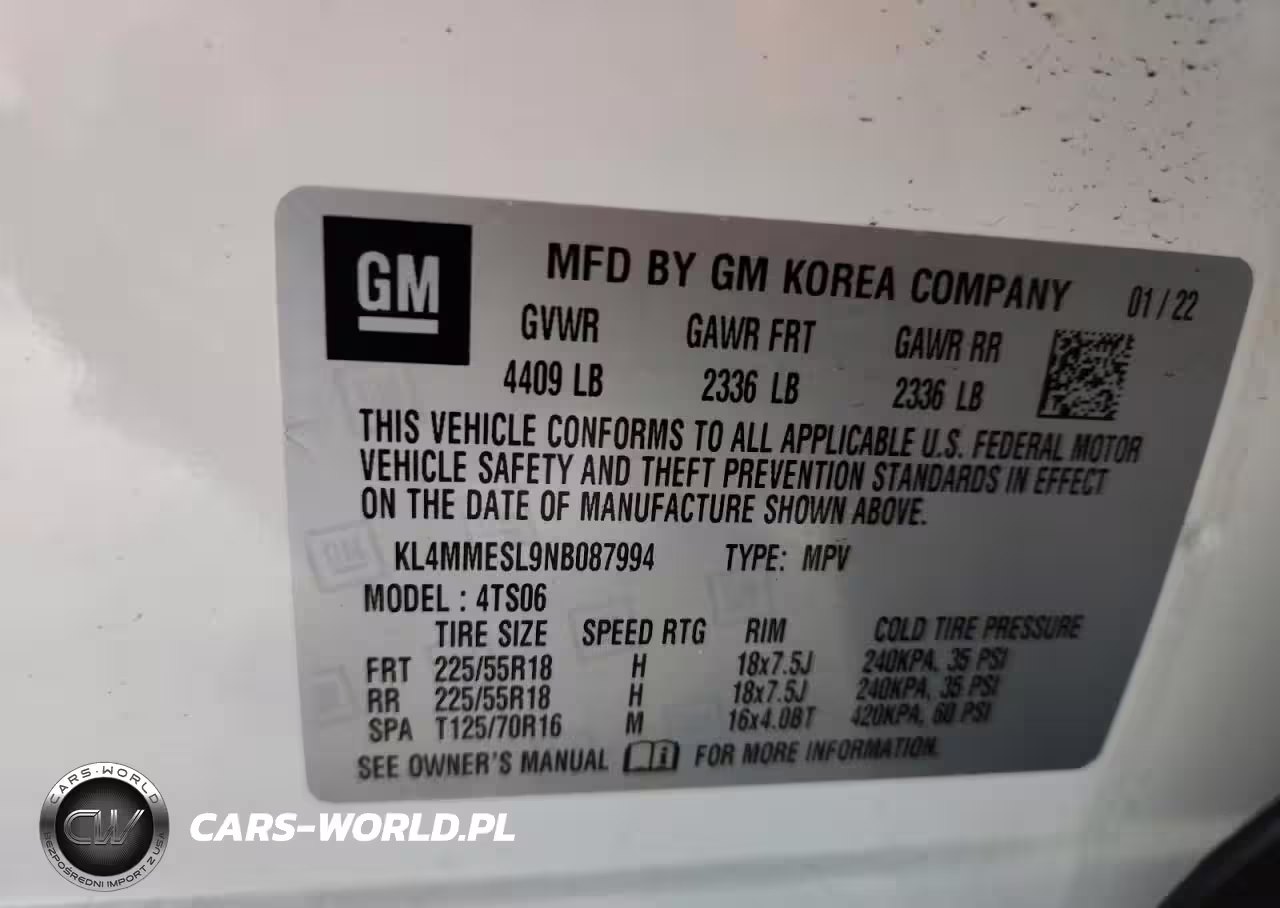 GM
MFD BY GM KOREA COMPANY 01 / 22
GVWR GAWR FRT GAWR RR
4409 LB 2336 LB 2336 LB
THIS VEHICLE CONFORMS TO ALL APPLICABLE U.S. FEDERAL MOTOR
VEHICLE SAFETY AND THEFT PREVENTION STANDARDS IN EFFECT
ON THE DATE OF MANUFACTURE SHOWN ABOVE.
KL4MMESL9NB087994 TYPE: MPV
MODEL : 4TS06
TIRE SIZE SPEED RTG RIM COLD TIRE PRESSURE
FRT 225/55R18 H 18x7.5J 240KPA, 35 PSI
RR 225/55R18 H 18x7.5J 240KPA, 35 PSI
SPA T125/70R16 M 16x4.0BT 420KPA, 60 PSI
SEE OWNER'S MANUAL FOR MORE INFORMATION.
CARS-WORLD
CW
BEZPOŚREDNI IMPORT Z USA
CARS-WORLD.PL